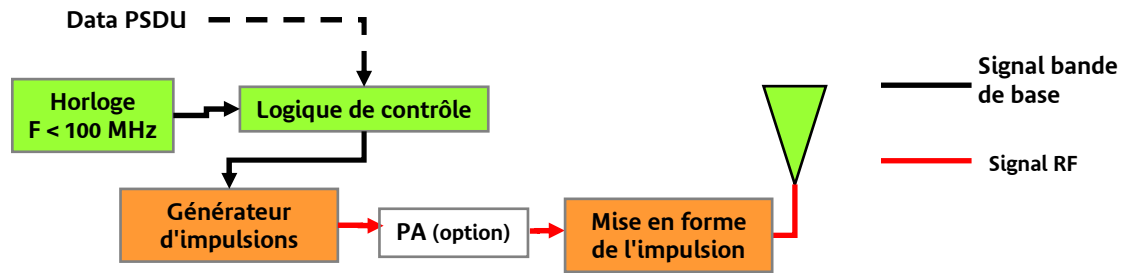 Data PSDU
Horloge
F < 100 MHz
Logique de contrôle
Signal bande
de base
Signal RF
Générateur
d'impulsions
PA (option)
Mise en forme
de l'impulsion